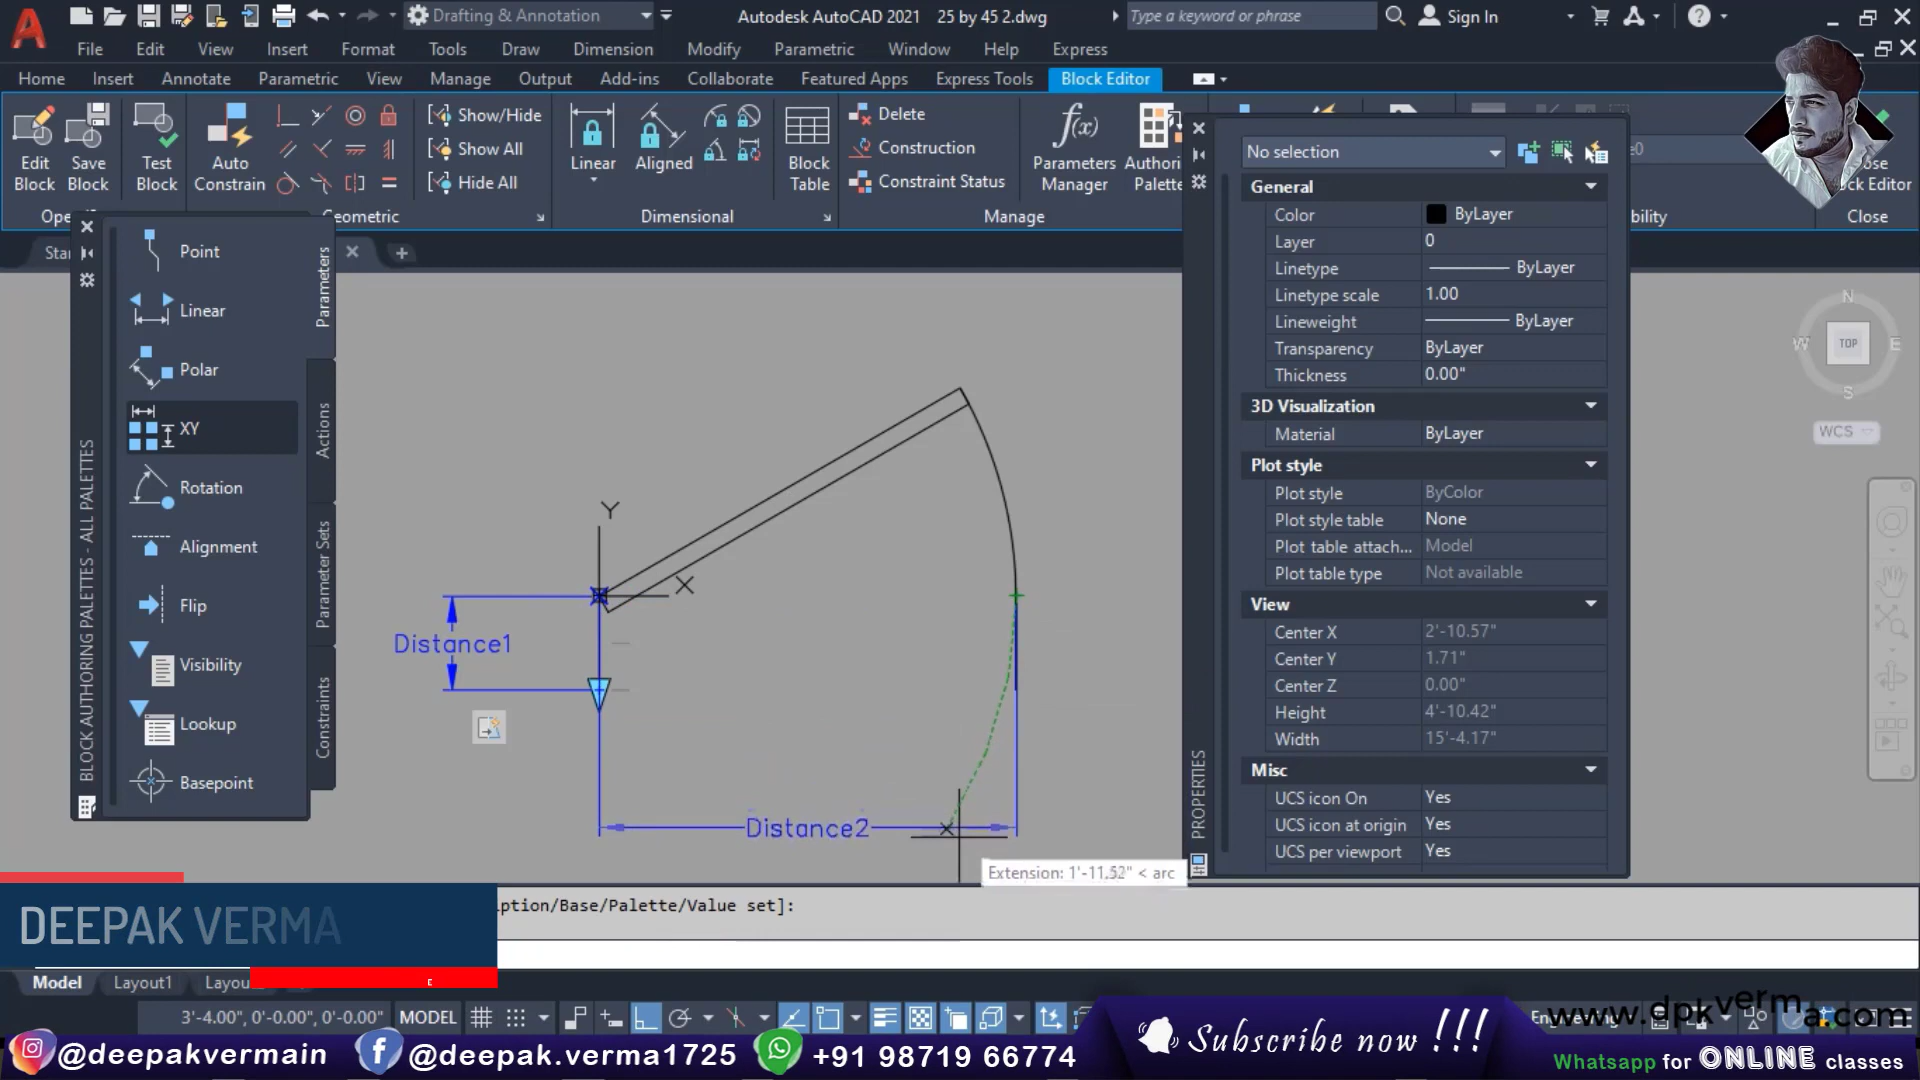 Drafting & Annotation
Autodesk AutoCAD 2021 25 by 45 2.dwg
Type a keyword or phrase
Sign In
File Edit View Insert Format Tools Draw Dimension Modify Parametric Window Help Express
Home Insert Annotate Parametric View Manage Output Add-ins Collaborate Featured Apps Express Tools Block Editor
Edit Block
Save Block
Test Block
Auto Constrain
Show/Hide
Show All
Hide All
Linear
Aligned
Block Table
Delete
Construction
Constraint Status
Parameters Manager
Geometric
Dimensional
Manage
Close
Point
Linear
Polar
XY
Rotation
Alignment
Flip
Visibility
Lookup
Basepoint
Parameters
Actions
Parameter Sets
Constraints
BLOCK AUTHORING PALETTES - ALL PALETTES
Y
X
Distance1
Distance2
Extension: 1'-11.52" < arc
PROPERTIES
No selection
General
Color ByLayer
Layer 0
Linetype ByLayer
Linetype scale 1.00
Lineweight ByLayer
Transparency ByLayer
Thickness 0.00"
3D Visualization
Material ByLayer
Plot style
Plot style ByColor
Plot style table None
Plot table attach... Model
Plot table type Not available
View
Center X 2'-10.57"
Center Y 1.71"
Center Z 0.00"
Height 4'-10.42"
Width 15'-4.17"
Misc
UCS icon On Yes
UCS icon at origin Yes
UCS per viewport Yes
N
W TOP E
S
WCS
iption/Base/Palette/Value set]:
DEEPAK VERMA
Model Layout1
3'-4.00", 0'-0.00", 0'-0.00" MODEL
www.dpkverma.com
@deepakvermain @deepak.verma1725 +91 98719 66774
Subscribe now !!!
Whatsapp for ONLINE classes